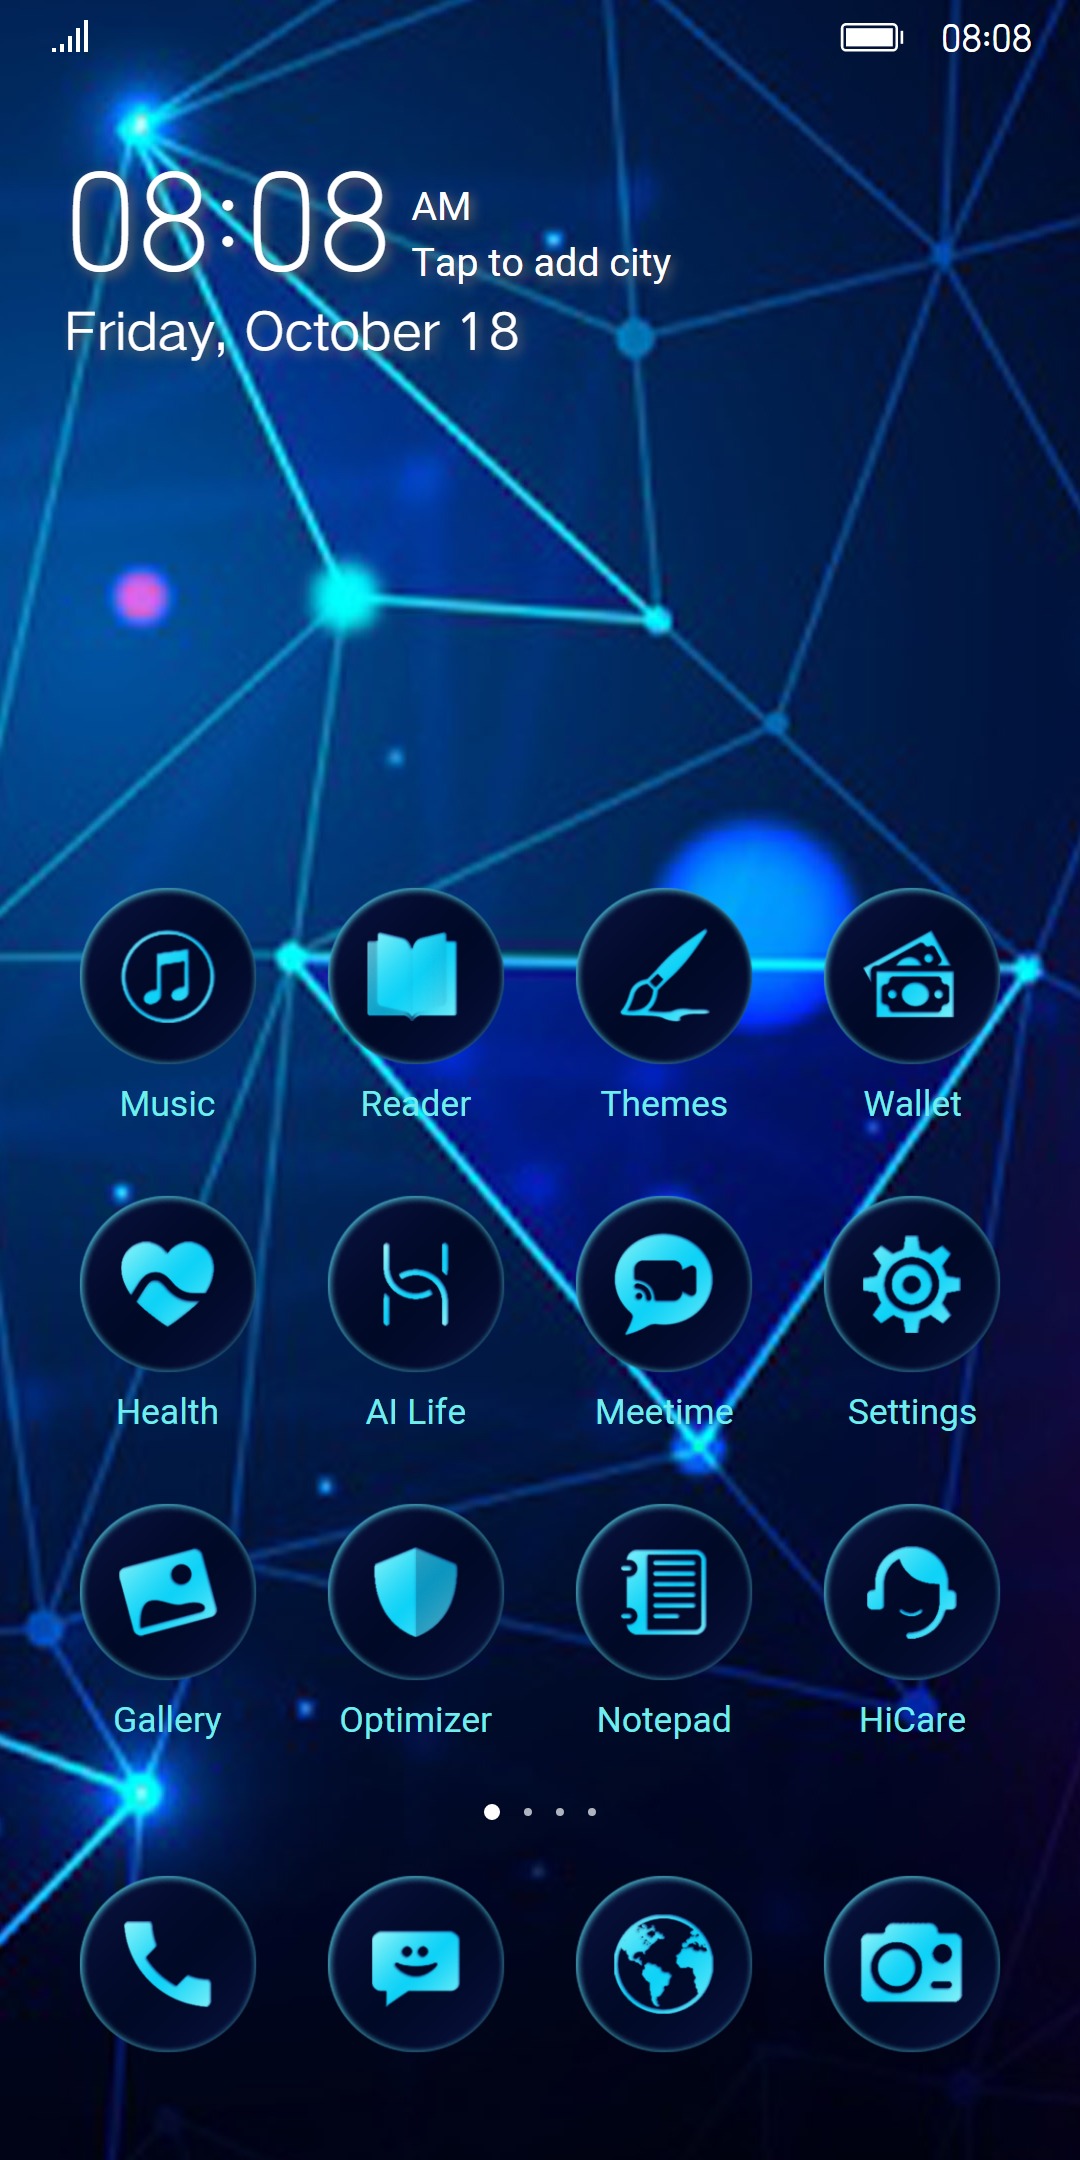 08:08
08:08 AM
Tap to add city
Friday, October 18
Music Reader Themes Wallet
Health AI Life Meetime Settings
Gallery Optimizer Notepad HiCare